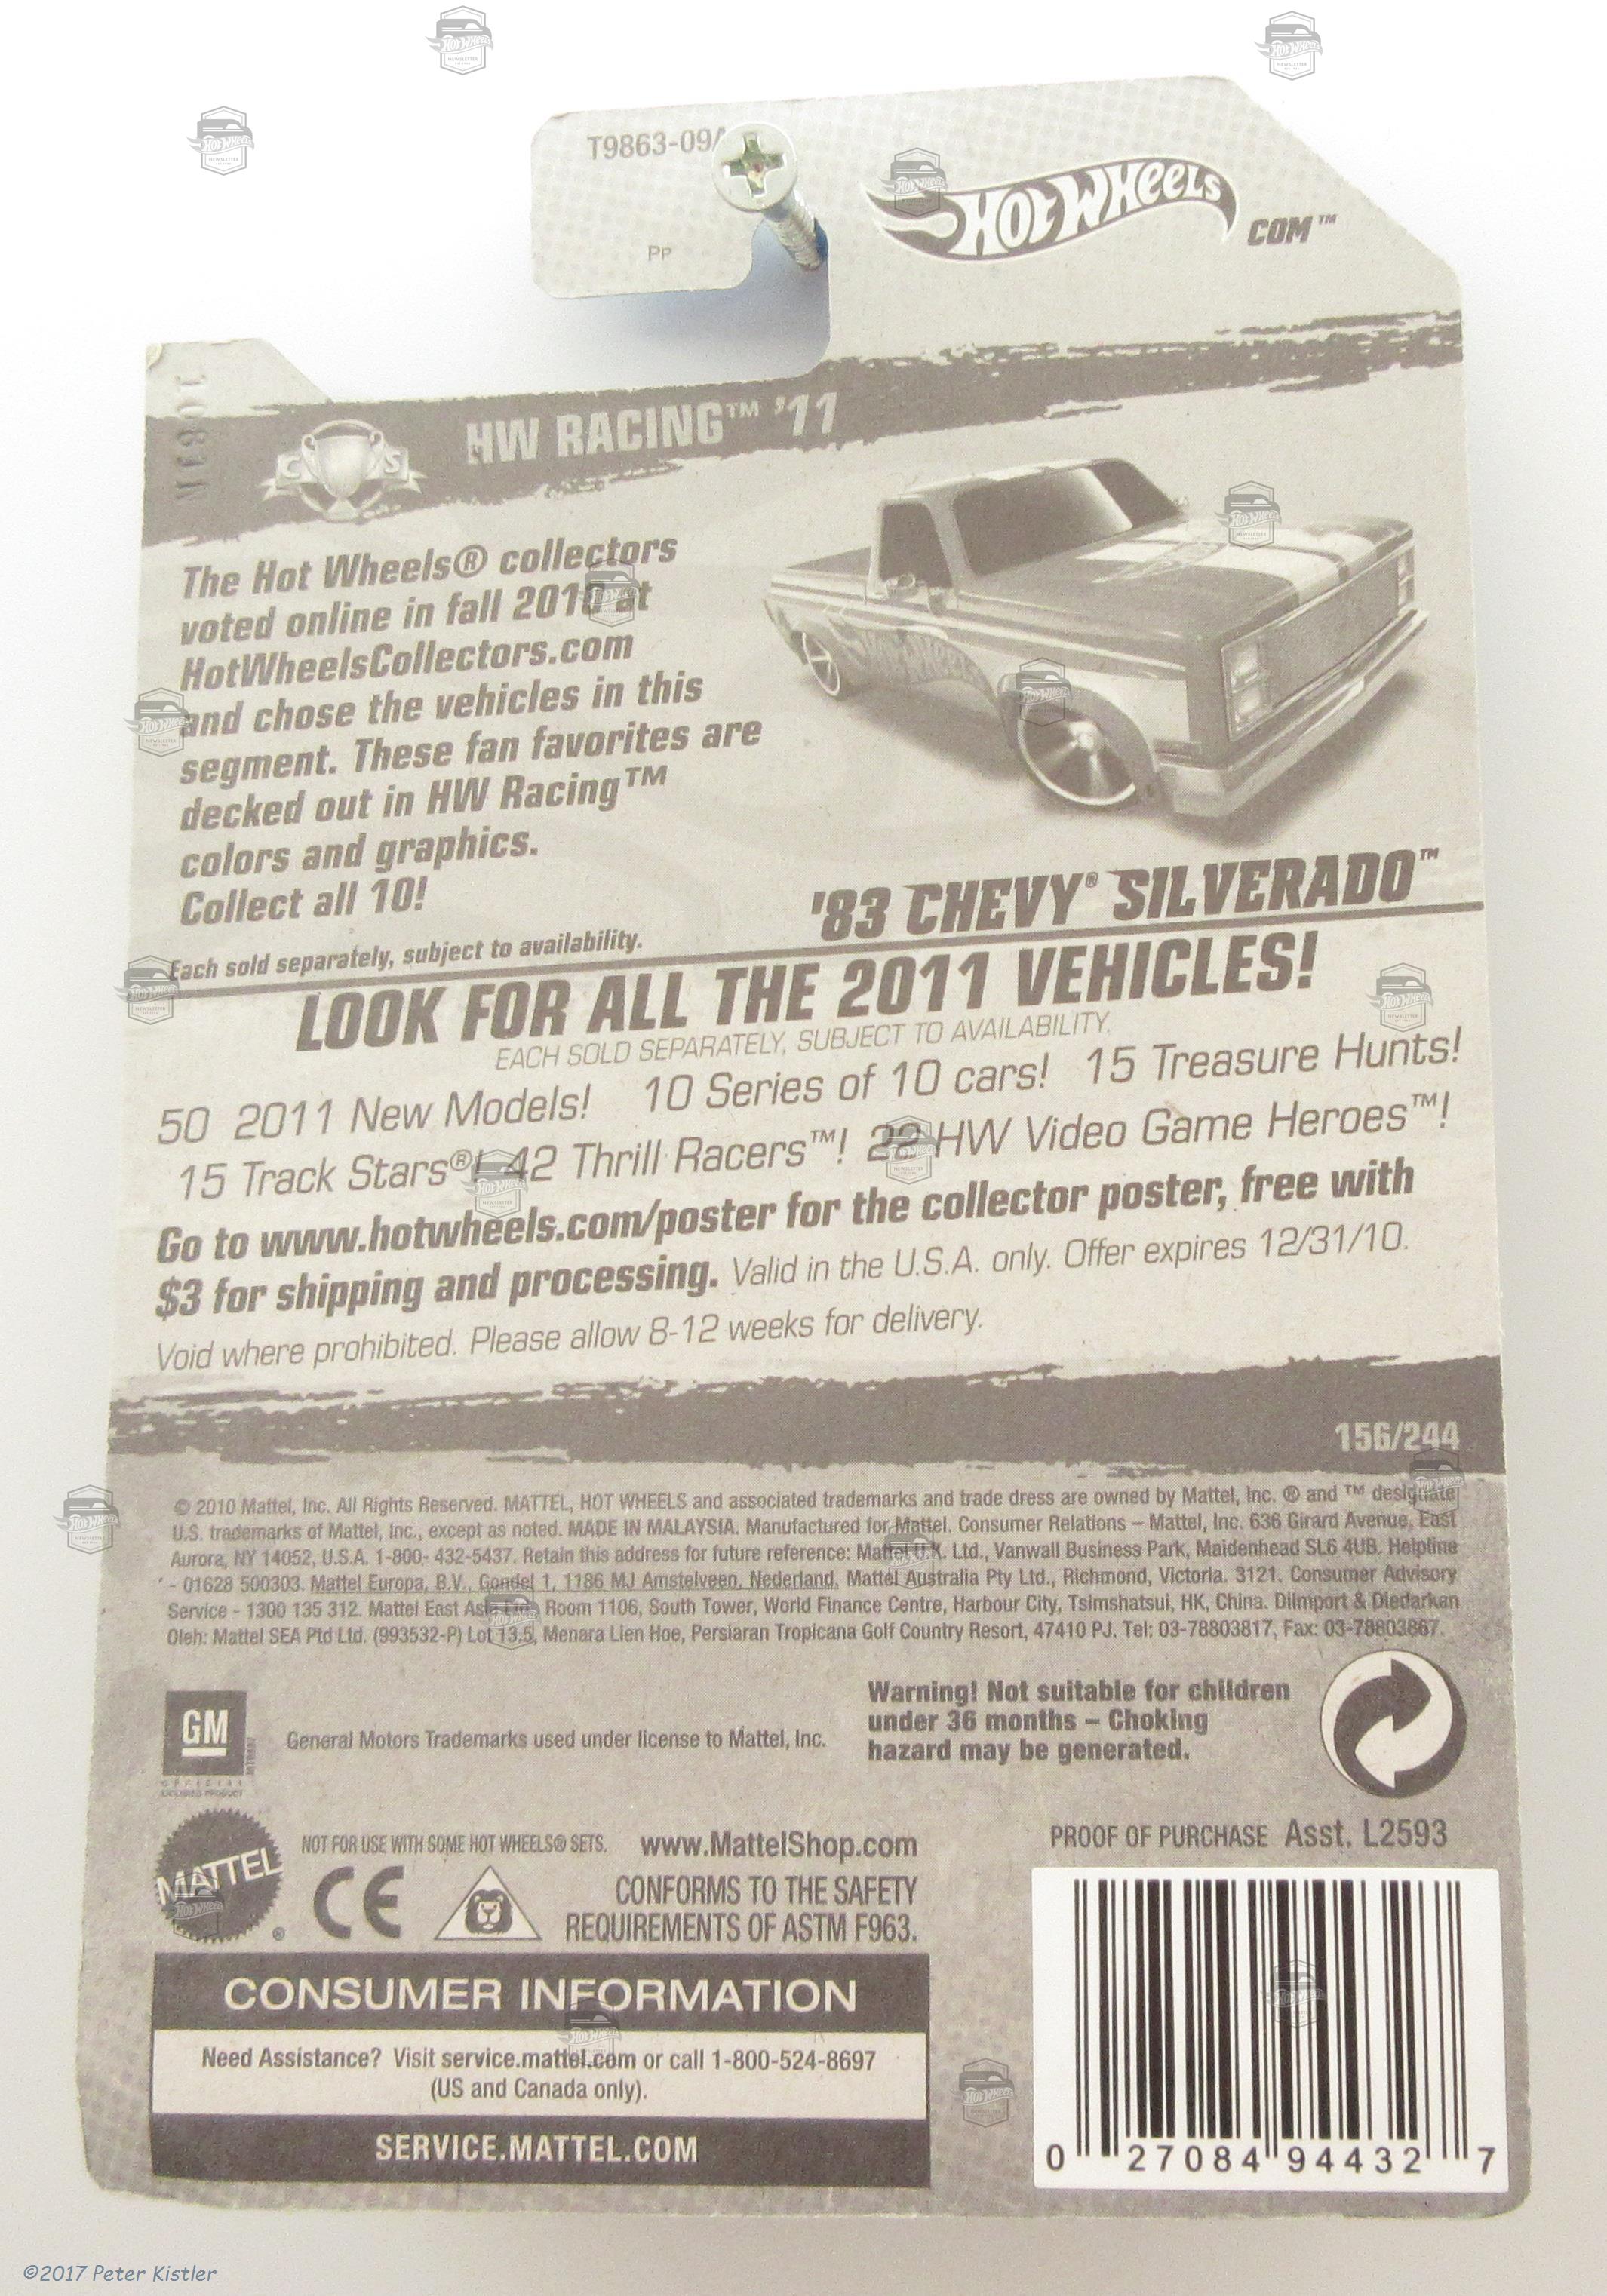 T9863-09
Pp
HOT WHEELS
COM™
HW RACING™ '11
C S
The Hot Wheels® collectors
voted online in fall 2010 at
HotWheelsCollectors.com
and chose the vehicles in this
segment. These fan favorites are
decked out in HW Racing™
colors and graphics.
Collect all 10!
Each sold separately, subject to availability.
'83 CHEVY® SILVERADO™
LOOK FOR ALL THE 2011 VEHICLES!
EACH SOLD SEPARATELY, SUBJECT TO AVAILABILITY.
50 2011 New Models! 10 Series of 10 cars! 15 Treasure Hunts!
15 Track Stars®! 42 Thrill Racers™! 22 HW Video Game Heroes™!
Go to www.hotwheels.com/poster for the collector poster, free with
$3 for shipping and processing. Valid in the U.S.A. only. Offer expires 12/31/10.
Void where prohibited. Please allow 8-12 weeks for delivery.
156/244
© 2010 Mattel, Inc. All Rights Reserved. MATTEL, HOT WHEELS and associated trademarks and trade dress are owned by Mattel, Inc. ® and ™ designate
U.S. trademarks of Mattel, Inc., except as noted. MADE IN MALAYSIA. Manufactured for Mattel. Consumer Relations – Mattel, Inc. 636 Girard Avenue, East
Aurora, NY 14052, U.S.A. 1-800- 432-5437. Retain this address for future reference: Mattel U.K. Ltd., Vanwall Business Park, Maidenhead SL6 4UB. Helpline
- 01628 500303. Mattel Europa, B.V., Gondel 1, 1186 MJ Amstelveen, Nederland. Mattel Australia Pty Ltd., Richmond, Victoria. 3121. Consumer Advisory
Service - 1300 135 312. Mattel East Asia Ltd., Room 1106, South Tower, World Finance Centre, Harbour City, Tsimshatsui, HK, China. Diimport & Diedarkan
Oleh: Mattel SEA Ptd Ltd. (993532-P) Lot 13.5, Menara Lien Hoe, Persiaran Tropicana Golf Country Resort, 47410 PJ. Tel: 03-78803817, Fax: 03-78803867.
GM
OFFICIAL
LICENSED PRODUCT
General Motors Trademarks used under license to Mattel, Inc.
Warning! Not suitable for children
under 36 months – Choking
hazard may be generated.
MATTEL®
NOT FOR USE WITH SOME HOT WHEELS® SETS. www.MattelShop.com
CE
CONFORMS TO THE SAFETY
REQUIREMENTS OF ASTM F963.
PROOF OF PURCHASE Asst. L2593
CONSUMER INFORMATION
Need Assistance? Visit service.mattel.com or call 1-800-524-8697
(US and Canada only).
SERVICE.MATTEL.COM
0 27084 94432 7
©2017 Peter Kistler